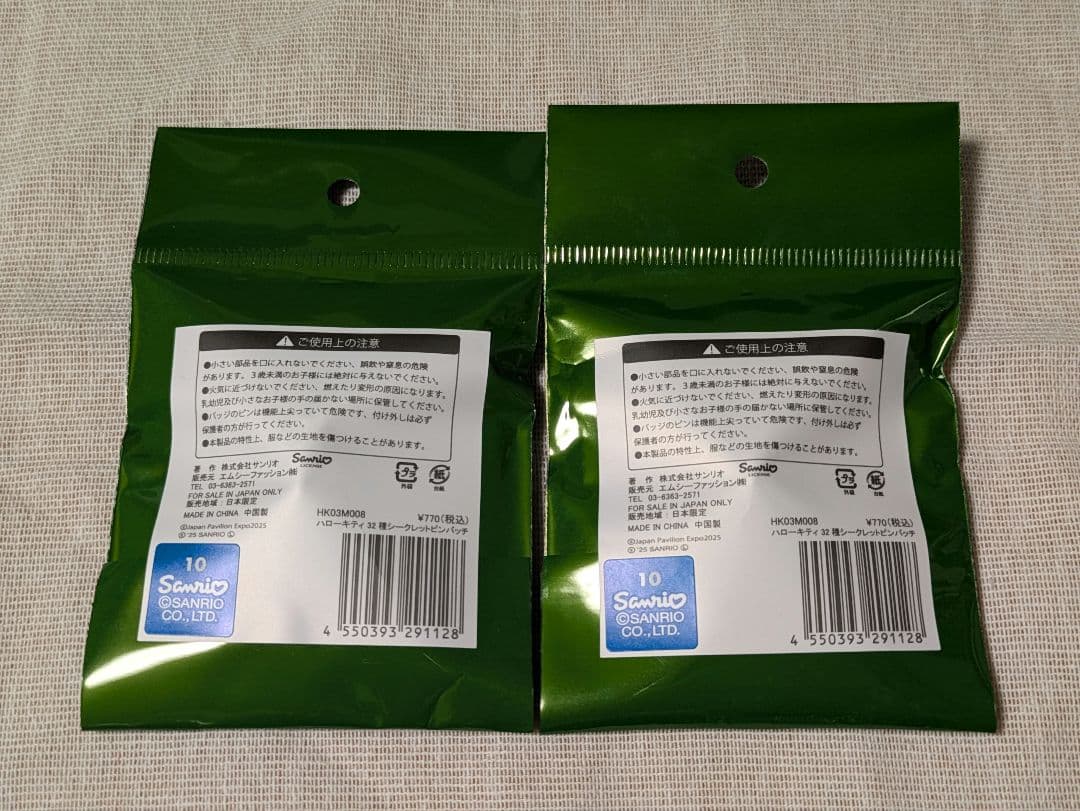 ⚠ ご使用上の注意
●小さい部品を口に入れないでください、誤飲や窒息の危険
があります。3歳未満のお子様には絶対に与えないでください。
●火気に近づけないでください、燃えたり変形の原因になります。
乳幼児及び小さなお子様の手の届かない場所に保管してください。
●バッジのピンは機能上尖っていて危険です、付け外しは必ず
保護者の方が行ってください。
●本製品の特性上、服などの生地を傷つけることがあります。
著 作 株式会社サンリオ
Sanrio
LICENSE
販売元 エムシーファッション㈱
TEL 03-6363-2571
FOR SALE IN JAPAN ONLY
販売地域:日本限定
MADE IN CHINA 中国製
プラ
外袋
紙
台紙
©Japan Pavilion Expo2025
©'25 SANRIO Ⓛ
HK03M008 ¥770(税込)
ハローキティ 32 種シークレットピンバッチ
10
Sanrio
©SANRIO
CO.,LTD.
4 550393 291128
⚠ ご使用上の注意
●小さい部品を口に入れないでください、誤飲や窒息の危険
があります。3歳未満のお子様には絶対に与えないでください。
●火気に近づけないでください、燃えたり変形の原因になります。
乳幼児及び小さなお子様の手の届かない場所に保管してください。
●バッジのピンは機能上尖っていて危険です、付け外しは必ず
保護者の方が行ってください。
●本製品の特性上、服などの生地を傷つけることがあります。
著 作 株式会社サンリオ
Sanrio
LICENSE
販売元 エムシーファッション㈱
TEL 03-6363-2571
FOR SALE IN JAPAN ONLY
販売地域:日本限定
MADE IN CHINA 中国製
プラ
外袋
紙
台紙
©Japan Pavilion Expo2025
©'25 SANRIO Ⓛ
HK03M008 ¥770(税込)
ハローキティ 32 種シークレットピンバッチ
10
Sanrio
©SANRIO
CO.,LTD.
4 550393 291128